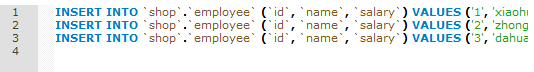 1 INSERT INTO `shop`.`employee` (`id`, `name`, `salary`) VALUES ('1', 'xiaohu
2 INSERT INTO `shop`.`employee` (`id`, `name`, `salary`) VALUES ('2', 'zhong
3 INSERT INTO `shop`.`employee` (`id`, `name`, `salary`) VALUES ('3', 'dahua
4